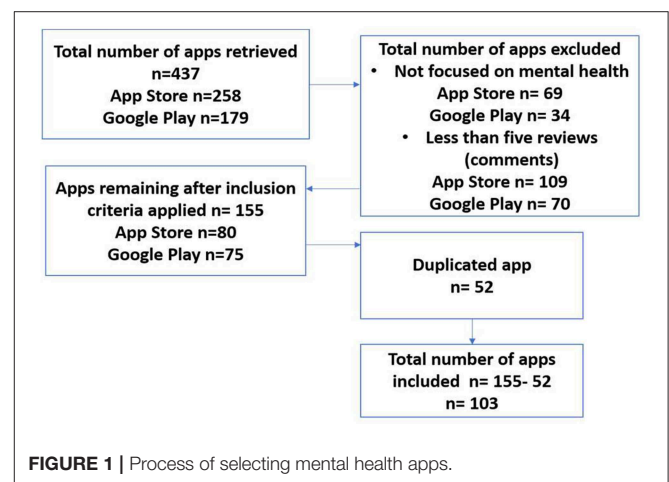 Total number of apps retrieved
n=437
App Store n=258
Google Play n=179
Total number of apps excluded
• Not focused on mental health
App Store n= 69
Google Play n= 34
• Less than five reviews
(comments)
App Store n= 109
Google Play n= 70
Apps remaining after inclusion
criteria applied n= 155
App Store n=80
Google Play n=75
Duplicated app
n= 52
Total number of apps
included n= 155- 52
n= 103
FIGURE 1 | Process of selecting mental health apps.